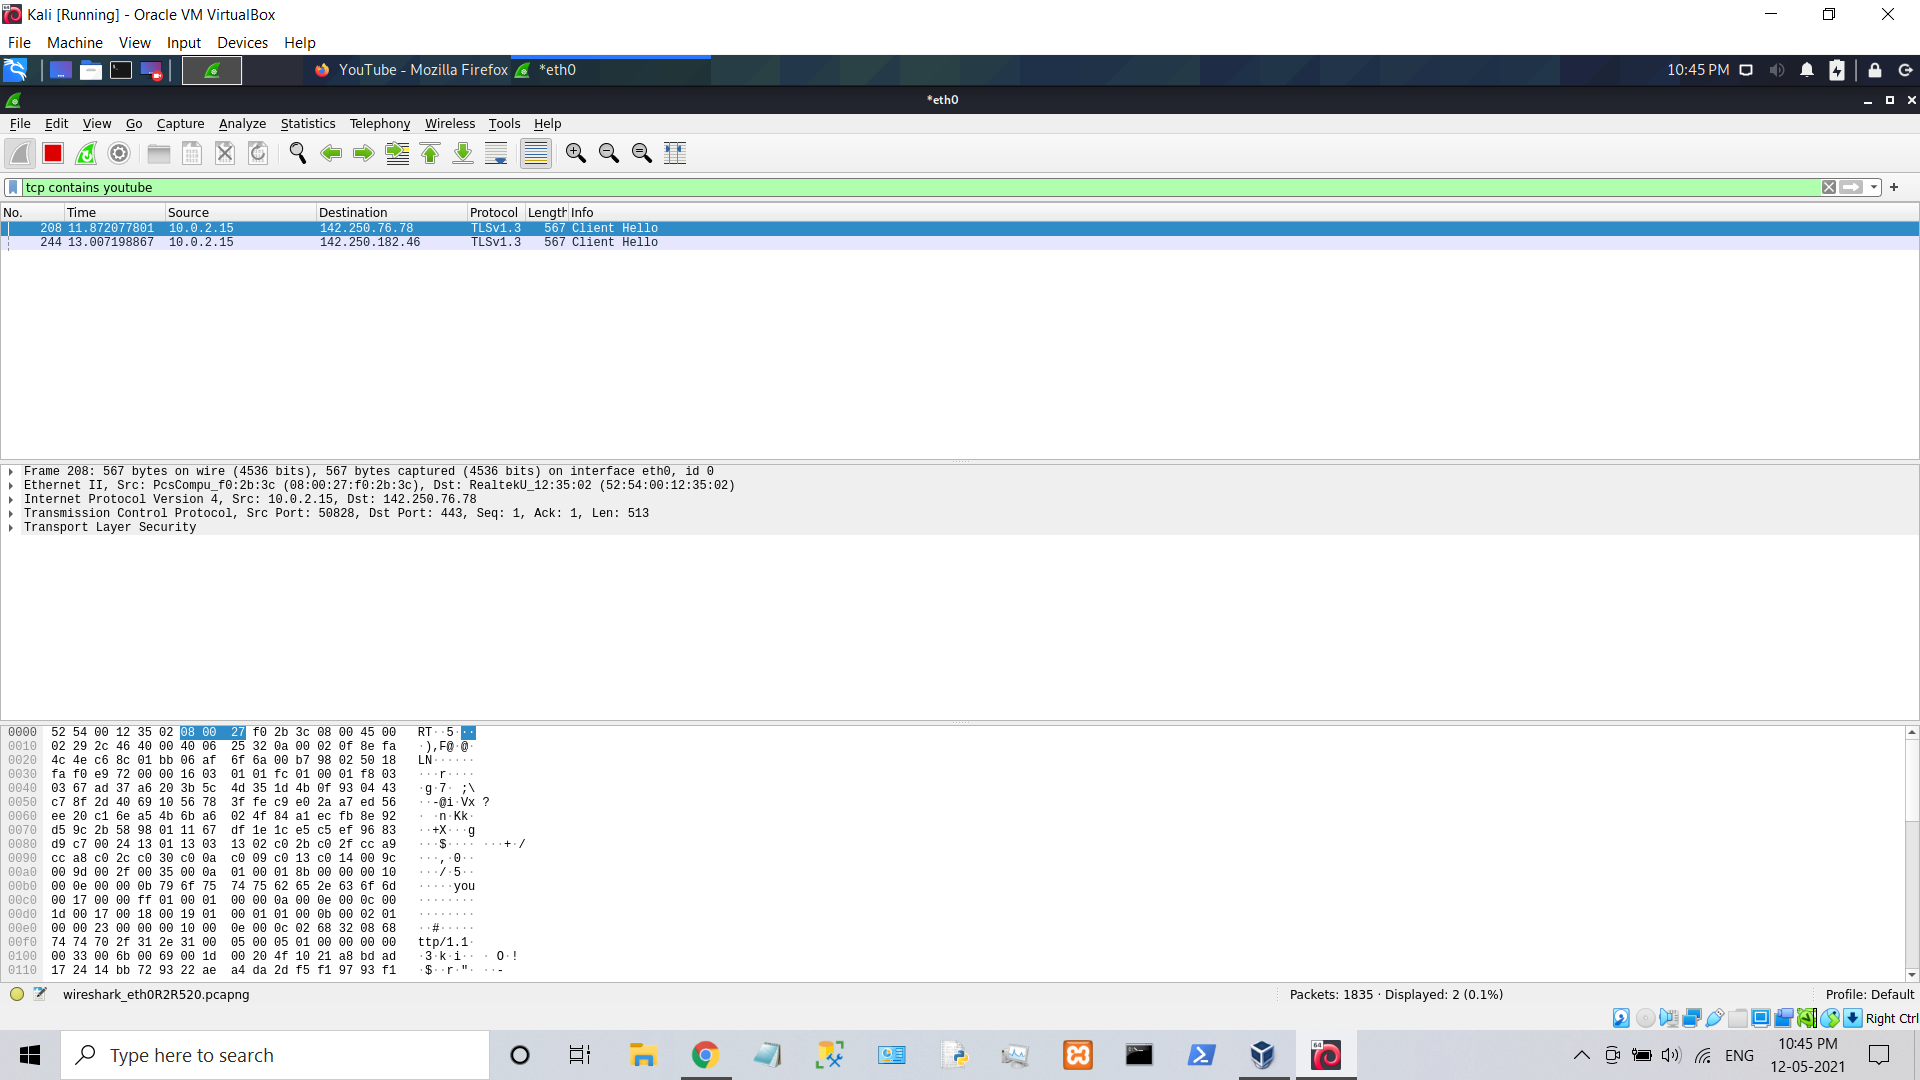 Kali [Running] - Oracle VM VirtualBox
File Machine View Input Devices Help
YouTube - Mozilla Firefox *eth0 10:45 PM
*eth0
File Edit View Go Capture Analyze Statistics Telephony Wireless Tools Help
tcp contains youtube
No. Time Source Destination Protocol Length Info
208 11.872077801 10.0.2.15 142.250.76.78 TLSv1.3 567 Client Hello
244 13.007198867 10.0.2.15 142.250.182.46 TLSv1.3 567 Client Hello
Frame 208: 567 bytes on wire (4536 bits), 567 bytes captured (4536 bits) on interface eth0, id 0
Ethernet II, Src: PcsCompu_f0:2b:3c (08:00:27:f0:2b:3c), Dst: RealtekU_12:35:02 (52:54:00:12:35:02)
Internet Protocol Version 4, Src: 10.0.2.15, Dst: 142.250.76.78
Transmission Control Protocol, Src Port: 50828, Dst Port: 443, Seq: 1, Ack: 1, Len: 513
Transport Layer Security
0000 52 54 00 12 35 02 08 00 27 f0 2b 3c 08 00 45 00 RT··5···
0010 02 29 2c 46 40 00 40 06 25 32 0a 00 02 0f 8e fa ·),F@·@·
0020 4c 4e c6 8c 01 bb 06 af 6f 6a 00 b7 98 02 50 18 LN······
0030 fa f0 e9 72 00 00 16 03 01 01 fc 01 00 01 f8 03 ···r····
0040 03 67 ad 37 a6 20 3b 5c 4d 35 1d 4b 0f 93 04 43 ·g·7· ;\
0050 c7 8f 2d 40 69 10 56 78 3f fe c9 e0 2a a7 ed 56 ··-@i·Vx ?
0060 ee 20 c1 6e a5 4b 6b a6 02 4f 84 a1 ec fb 8e 92 · ·n·Kk·
0070 d5 9c 2b 58 98 01 11 67 df 1e 1c e5 c5 ef 96 83 ··+X···g
0080 d9 c7 00 24 13 01 13 03 13 02 c0 2b c0 2f cc a9 ···$···· ···+·/
0090 cc a8 c0 2c c0 30 c0 0a c0 09 c0 13 c0 14 00 9c ···,·0··
00a0 00 9d 00 2f 00 35 00 0a 01 00 01 8b 00 00 00 10 ···/·5··
00b0 00 0e 00 00 0b 79 6f 75 74 75 62 65 2e 63 6f 6d ·····you
00c0 00 17 00 00 ff 01 00 01 00 00 0a 00 0e 00 0c 00 ········
00d0 1d 00 17 00 18 00 19 01 00 01 01 00 0b 00 02 01 ········
00e0 00 00 23 00 00 00 10 00 0e 00 0c 02 68 32 08 68 ··#·····
00f0 74 74 70 2f 31 2e 31 00 05 00 05 01 00 00 00 00 ttp/1.1·
0100 00 33 00 6b 00 69 00 1d 00 20 4f 10 21 a8 bd ad ·3·k·i·· · O·!
0110 17 24 14 bb 72 93 22 ae a4 da 2d f5 f1 97 93 f1 ·$··r·"· ··-
wireshark_eth0R2R520.pcapng Packets: 1835 · Displayed: 2 (0.1%) Profile: Default
Right Ctrl
Type here to search
64
ENG
10:45 PM
12-05-2021